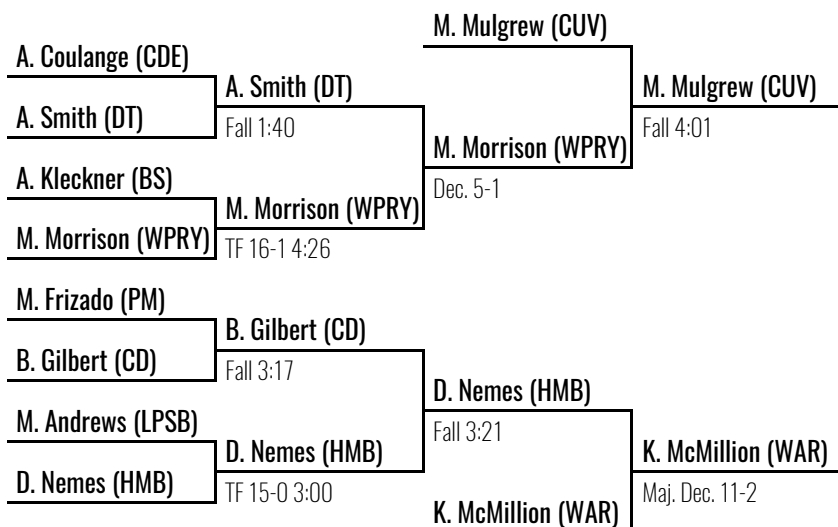 M. Mulgrew (CUV)
A. Coulange (CDE)
A. Smith (DT)
M. Mulgrew (CUV)
A. Smith (DT)
Fall 1:40
Fall 4:01
M. Morrison (WPRY)
A. Kleckner (BS)
Dec. 5-1
M. Morrison (WPRY)
M. Morrison (WPRY)
TF 16-1 4:26
M. Frizado (PM)
B. Gilbert (CD)
B. Gilbert (CD)
Fall 3:17
D. Nemes (HMB)
M. Andrews (LPSB)
Fall 3:21
D. Nemes (HMB)
K. McMillion (WAR)
D. Nemes (HMB)
TF 15-0 3:00
Maj. Dec. 11-2
K. McMillion (WAR)